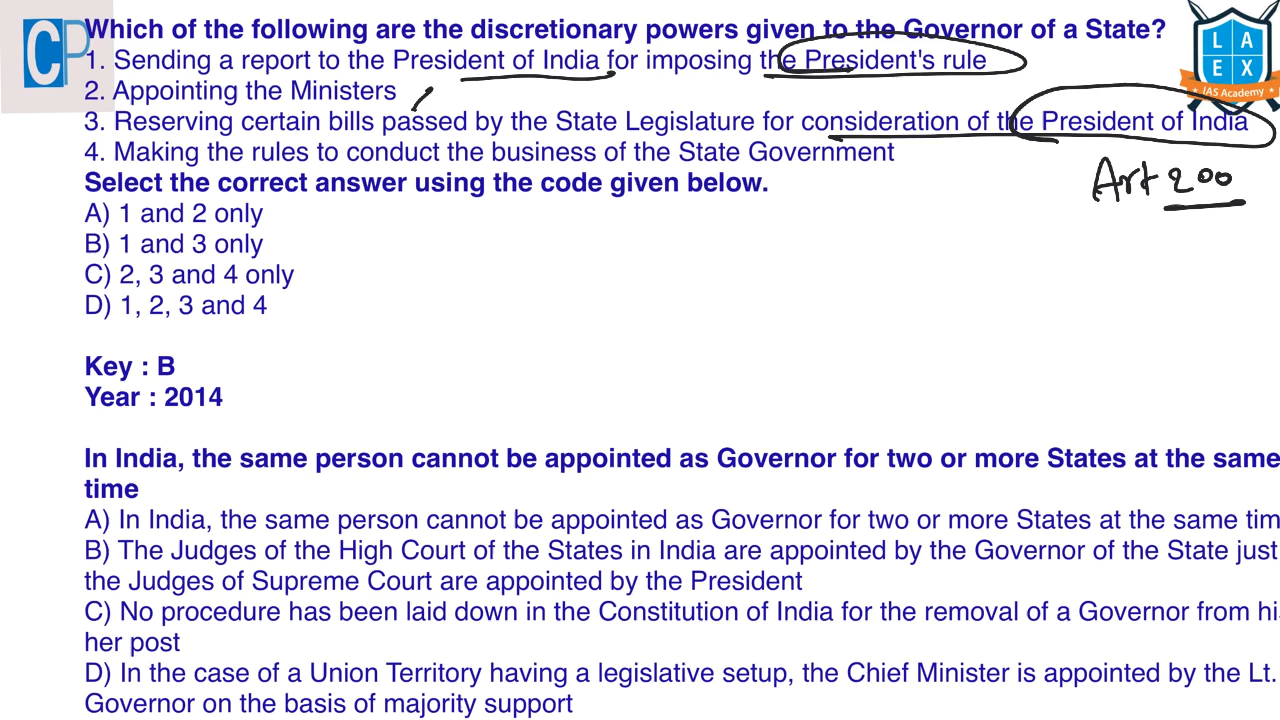 CP
Which of the following are the discretionary powers given to the Governor of a State?
1. Sending a report to the President of India for imposing the President's rule
2. Appointing the Ministers
3. Reserving certain bills passed by the State Legislature for consideration of the President of India
4. Making the rules to conduct the business of the State Government
Select the correct answer using the code given below.
A) 1 and 2 only
B) 1 and 3 only
C) 2, 3 and 4 only
D) 1, 2, 3 and 4
L A
E X
IAS Academy
Art 200
Key : B
Year : 2014
In India, the same person cannot be appointed as Governor for two or more States at the same
time
A) In India, the same person cannot be appointed as Governor for two or more States at the same tim
B) The Judges of the High Court of the States in India are appointed by the Governor of the State just
the Judges of Supreme Court are appointed by the President
C) No procedure has been laid down in the Constitution of India for the removal of a Governor from his
her post
D) In the case of a Union Territory having a legislative setup, the Chief Minister is appointed by the Lt.
Governor on the basis of majority support